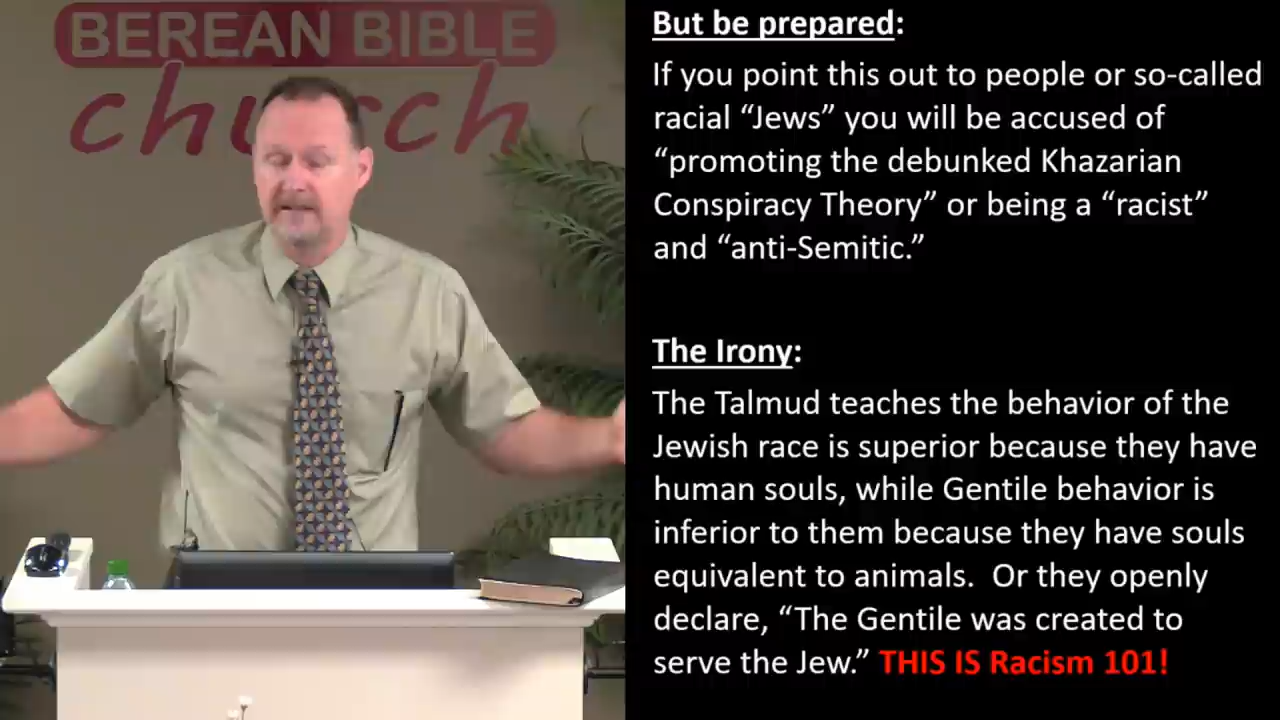 BEREAN BIBLE
church
But be prepared:
If you point this out to people or so-called
racial “Jews” you will be accused of
“promoting the debunked Khazarian
Conspiracy Theory” or being a “racist”
and “anti-Semitic.”
The Irony:
The Talmud teaches the behavior of the
Jewish race is superior because they have
human souls, while Gentile behavior is
inferior to them because they have souls
equivalent to animals.  Or they openly
declare, “The Gentile was created to
serve the Jew.” THIS IS Racism 101!